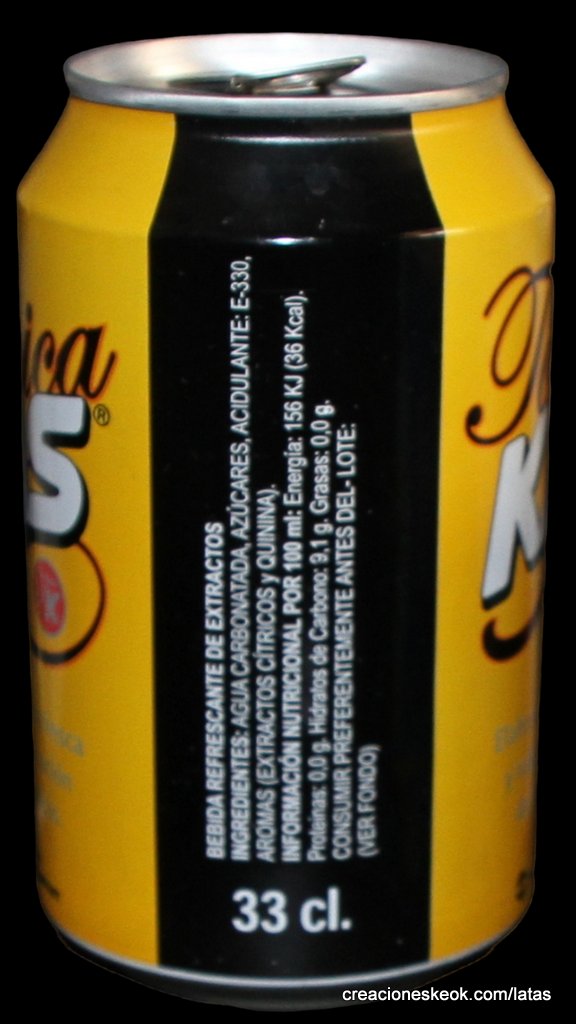 BEBIDA REFRESCANTE DE EXTRACTOS
INGREDIENTES: AGUA CARBONATADA, AZÚCARES, ACIDULANTE: E-330,
AROMAS (EXTRACTOS CÍTRICOS y QUININA).
INFORMACIÓN NUTRICIONAL POR 100 ml: Energía: 156 KJ (36 Kcal).
Proteinas: 0,0 g. Hidratos de Carbono: 9,1 g. Grasas: 0,0 g.
CONSUMIR PREFERENTEMENTE ANTES DEL- LOTE:
(VER FONDO)
33 cl.
ica
S®
K
creacioneskeok.com/latas